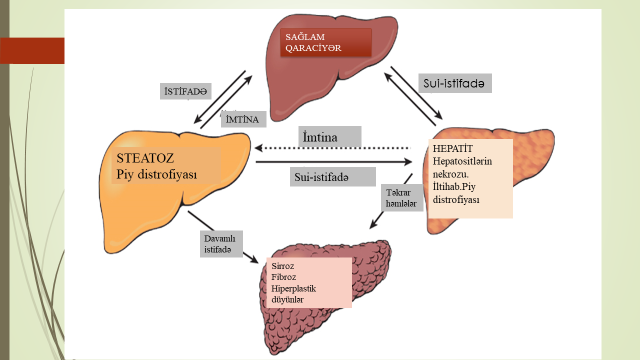 SAĞLAM
QARACİYƏR
İSTİFADƏ
İMTİNA
Sui-istifadə
İmtina
Sui-istifadə
STEATOZ
Piy distrofiyası
HEPATİT
Hepatositlərin
nekrozu.
İltihab.Piy
distrofiyası
Təkrar
həmlələr
Davamlı
istifadə
Sirroz
Fibroz
Hiperplastik
düyünlər